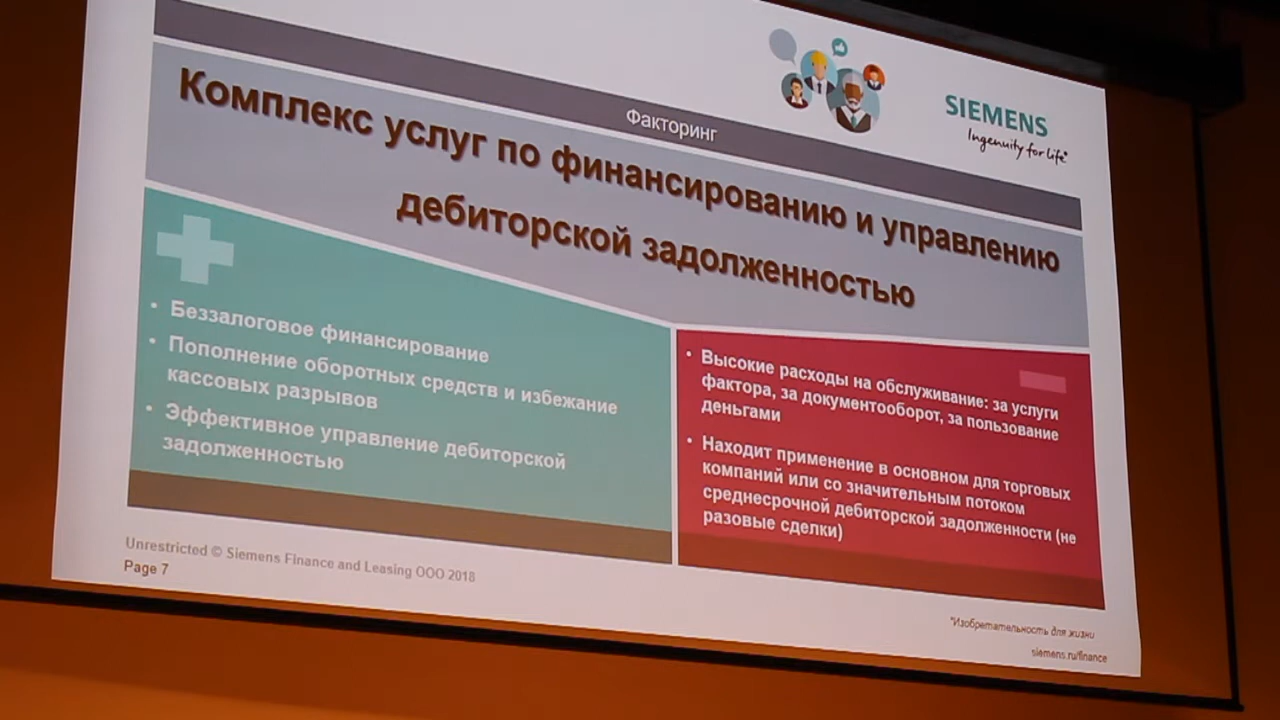 Факторинг
SIEMENS
Ingenuity for life*
Комплекс услуг по финансированию и управлению
дебиторской задолженностью
• Беззалоговое финансирование
• Пополнение оборотных средств и избежание
кассовых разрывов
• Эффективное управление дебиторской
задолженностью
• Высокие расходы на обслуживание: за услуги
фактора, за документооборот, за пользование
деньгами
• Находит применение в основном для торговых
компаний или со значительным потоком
среднесрочной дебиторской задолженности (не
разовые сделки)
Unrestricted © Siemens Finance and Leasing ООО 2018
Page 7
*Изобретательность для жизни
siemens.ru/finance